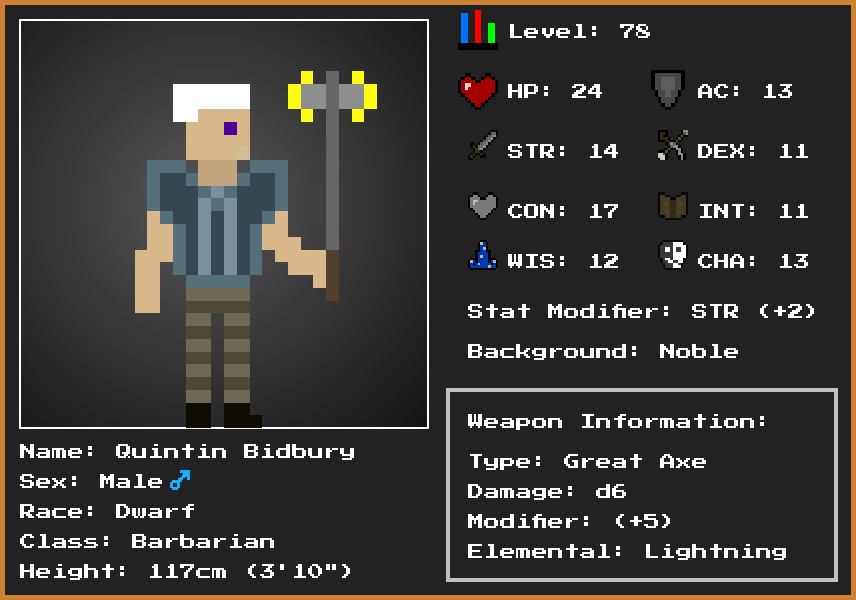 Level: 78
HP: 24
AC: 13
STR: 14
DEX: 11
CON: 17
INT: 11
WIS: 12
CHA: 13
Stat Modifier: STR (+2)
Background: Noble
Weapon Information:
Type: Great Axe
Damage: d6
Modifier: (+5)
Elemental: Lightning
Name: Quintin Bidbury
Sex: Male ♂
Race: Dwarf
Class: Barbarian
Height: 117cm (3'10")